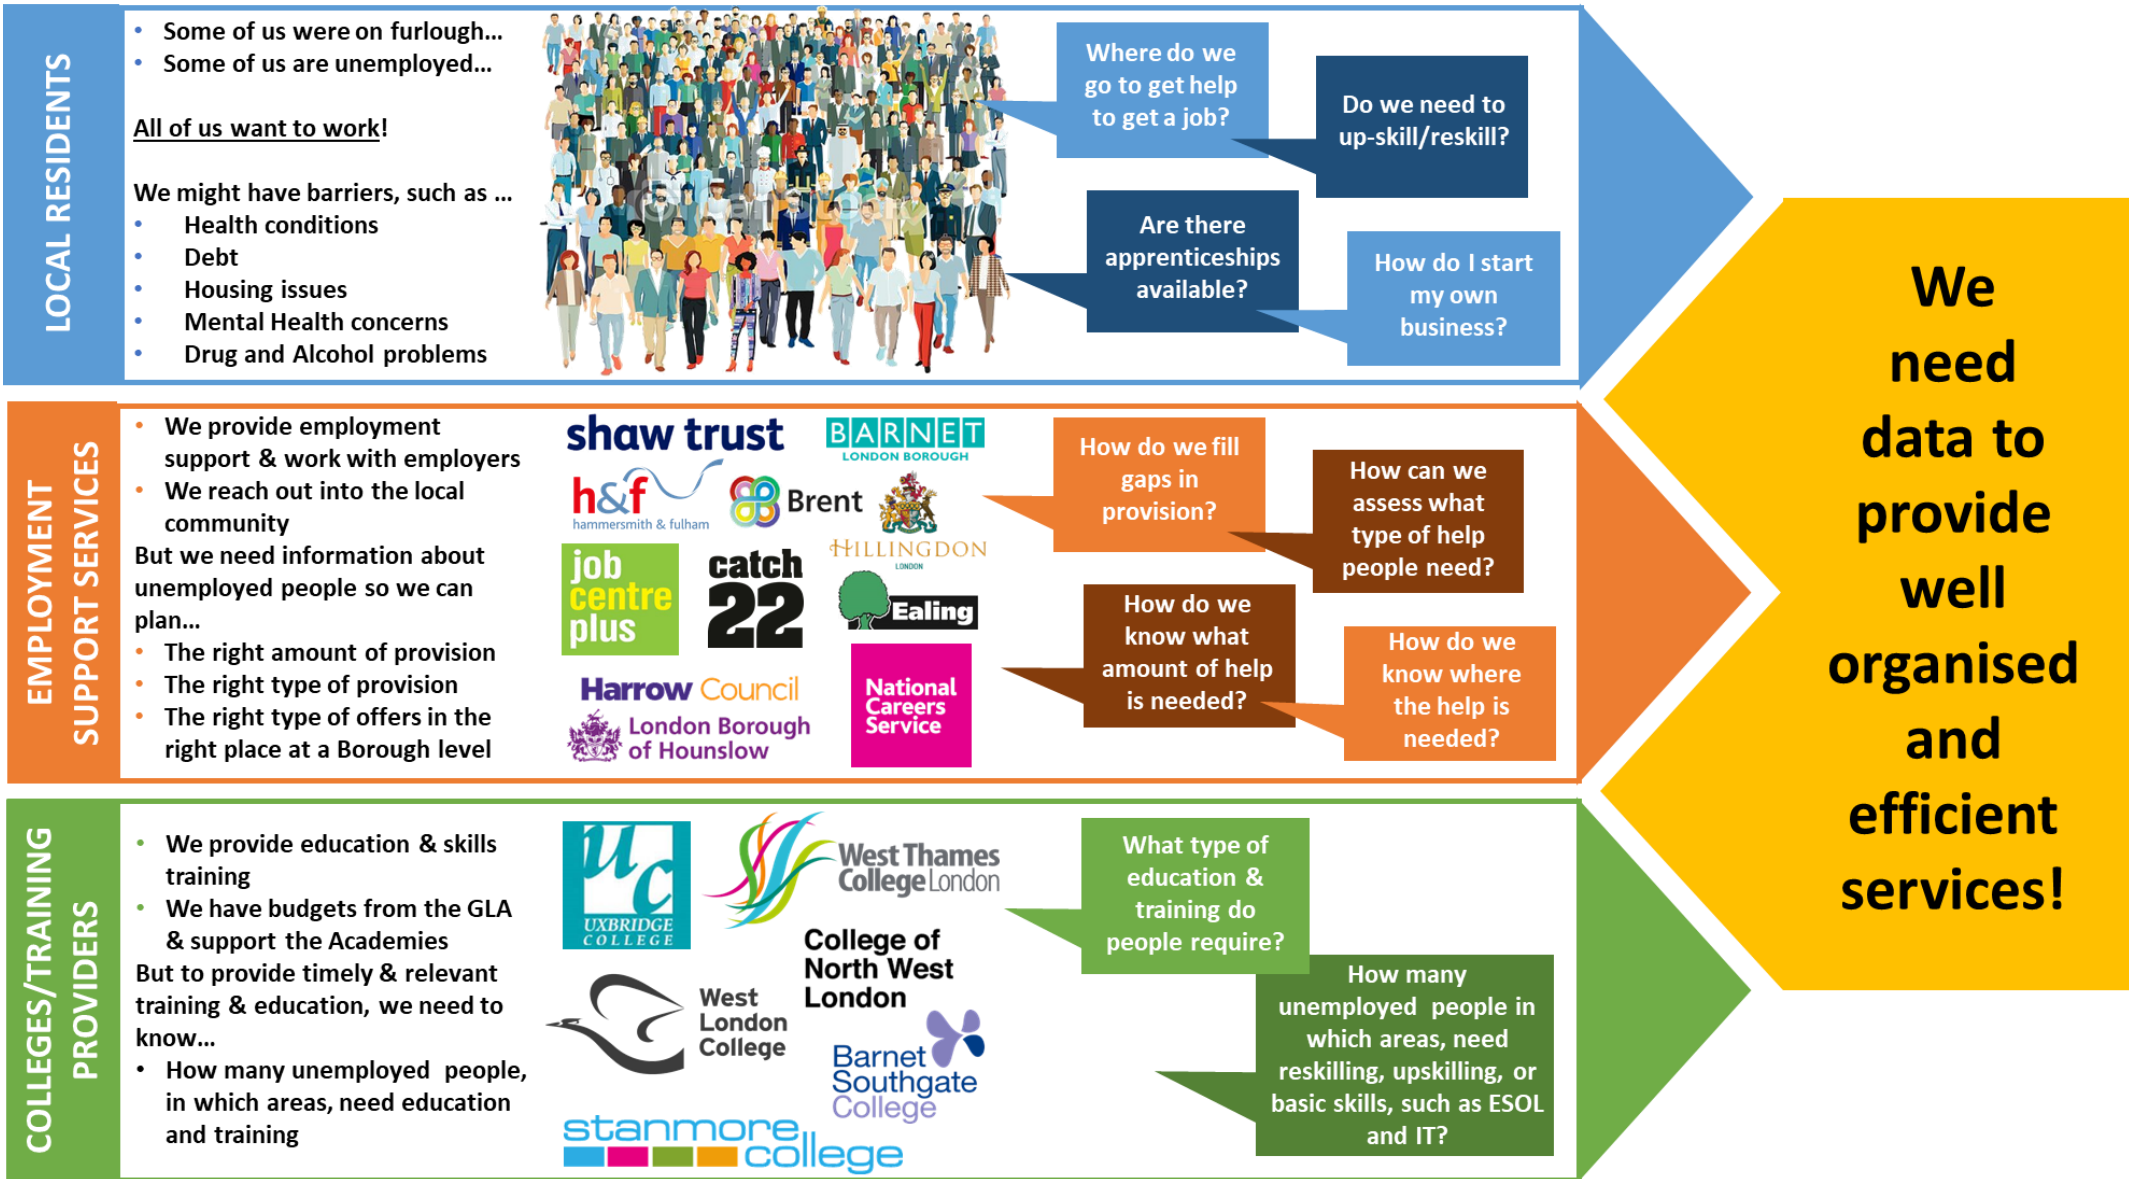 LOCAL RESIDENTS
• Some of us were on furlough...
• Some of us are unemployed...
All of us want to work!
We might have barriers, such as ...
• Health conditions
• Debt
• Housing issues
• Mental Health concerns
• Drug and Alcohol problems
Where do we
go to get help
to get a job?
Do we need to
up-skill/reskill?
Are there
apprenticeships
available?
How do I start
my own
business?
EMPLOYMENT
SUPPORT SERVICES
• We provide employment
support & work with employers
• We reach out into the local
community
But we need information about
unemployed people so we can
plan...
• The right amount of provision
• The right type of provision
• The right type of offers in the
right place at a Borough level
shaw trust
BARNET
LONDON BOROUGH
h&f
hammersmith & fulham
Brent
HILLINGDON
LONDON
job
centre
plus
catch
22
Ealing
Harrow Council
London Borough
of Hounslow
National
Careers
Service
How do we fill
gaps in
provision?
How can we
assess what
type of help
people need?
How do we
know what
amount of help
is needed?
How do we
know where
the help is
needed?
COLLEGES/TRAINING
PROVIDERS
• We provide education & skills
training
• We have budgets from the GLA
& support the Academies
But to provide timely & relevant
training & education, we need to
know...
• How many unemployed people,
in which areas, need education
and training
uc
UXBRIDGE
COLLEGE
West Thames
College London
College of
North West
London
West
London
College
Barnet
Southgate
College
stanmore
college
What type of
education &
training do
people require?
How many
unemployed people in
which areas, need
reskilling, upskilling, or
basic skills, such as ESOL
and IT?
We
need
data to
provide
well
organised
and
efficient
services!